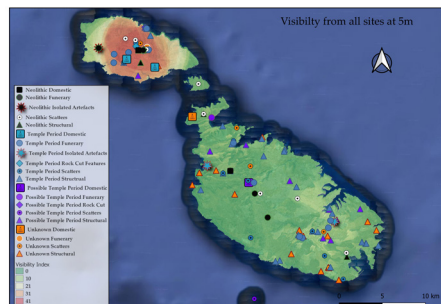 Visibilty from all sites at 5m
Neolithic Domestic
Neolithic Funerary
Neolithic Isolated Artefacts
Neolithic Scatters
Neolithic Structural
Temple Period Domestic
Temple Period Funerary
Temple Period Isolated Artefacts
Temple Period Rock Cut Features
Temple Period Scatters
Temple Period Structural
Possible Temple Period Domestic
Possible Temple Period Funerary
Possible Temple Period Rock Cut
Possible Temple Period Scatters
Possible Temple Period Structural
Unknown Domestic
Unknown Funerary
Unknown Scatters
Unknown Structural
Visibility Index
0
10
21
31
41
5
10 km